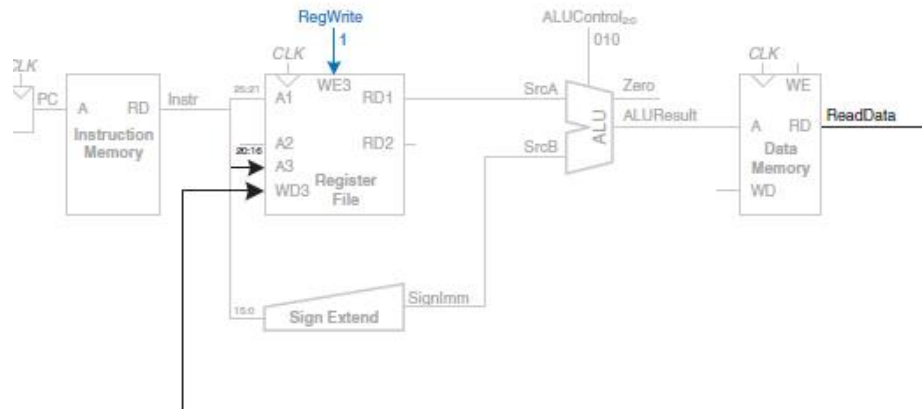 RegWrite
ALUControl2:0
1
010
CLK
CLK
CLK
PC
A RD
Instr
Instruction
Memory
25:21
A1
WE3
RD1
SrcA
Zero
WE
A2
RD2
ALU
ALUResult
A RD
ReadData
20:16
A3
SrcB
Data
Memory
WD3
Register
File
WD
SignImm
15:0
Sign Extend